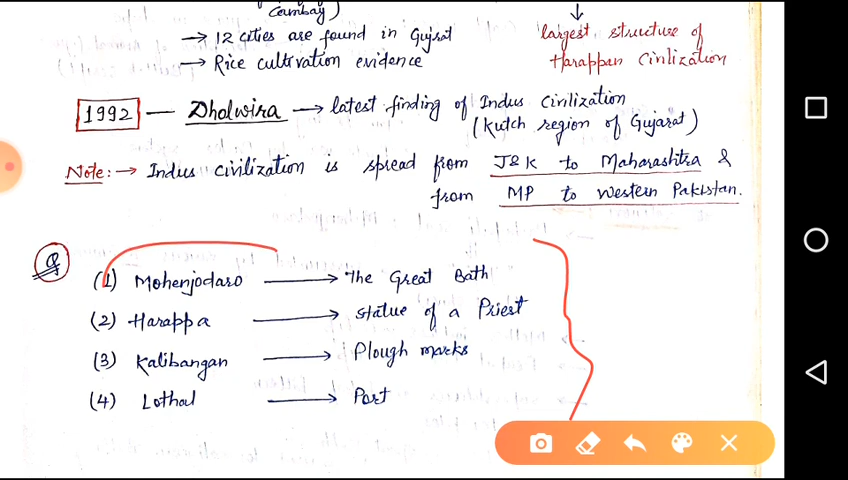 Cambay)
→ 12 cities are found in Gujrat
→ Rice cultivation evidence
largest structure of
Harappan Civilization
1992 — Dholwira → latest finding of Indus Civilization
(Kutch region of Gujarat)
Note:→ Indus civilization is spread from J&K to Maharashtra &
from MP to Western Pakistan.
Q
(1) Mohenjodaro → The Great Bath
(2) Harappa → Statue of a Priest
(3) Kalibangan → Plough marks
(4) Lothal → Port